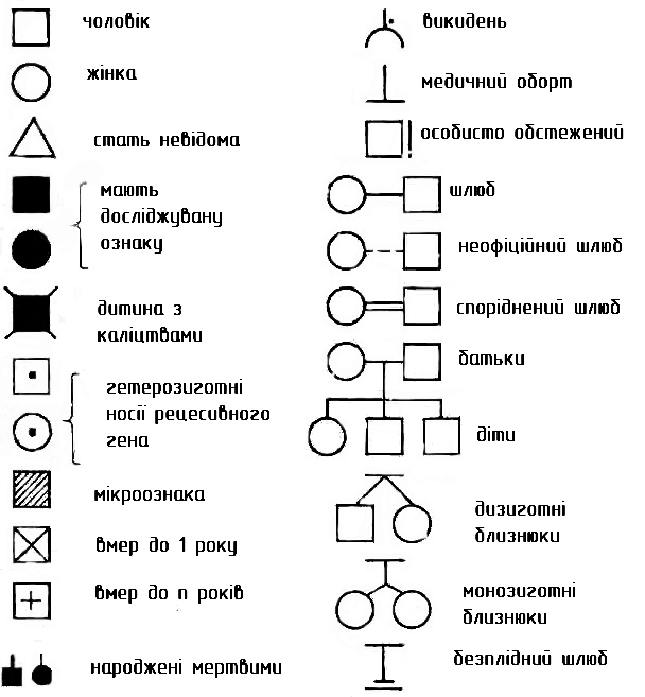 чоловік
жінка
стать невідома
мають
досліджувану
ознаку
дитина з
каліцтвами
гетерозиготні
носії рецесивного
гена
мікроознака
вмер до 1 року
вмер до n років
народжені мертвими
викидень
медичний оборт
особисто обстежений
шлюб
неофіційний шлюб
споріднений шлюб
батьки
діти
дизиготні
близнюки
монозиготні
близнюки
безплідний шлюб